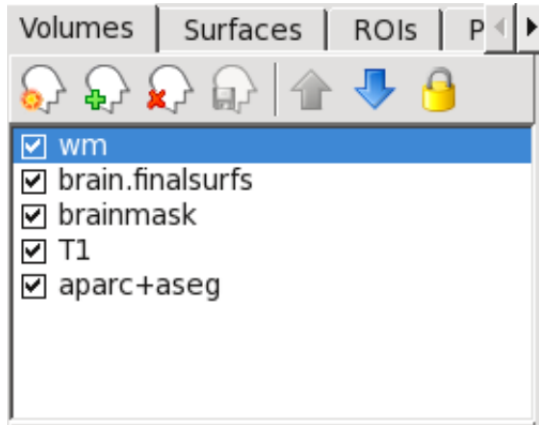 Volumes Surfaces ROIs P
wm
brain.finalsurfs
brainmask
T1
aparc+aseg